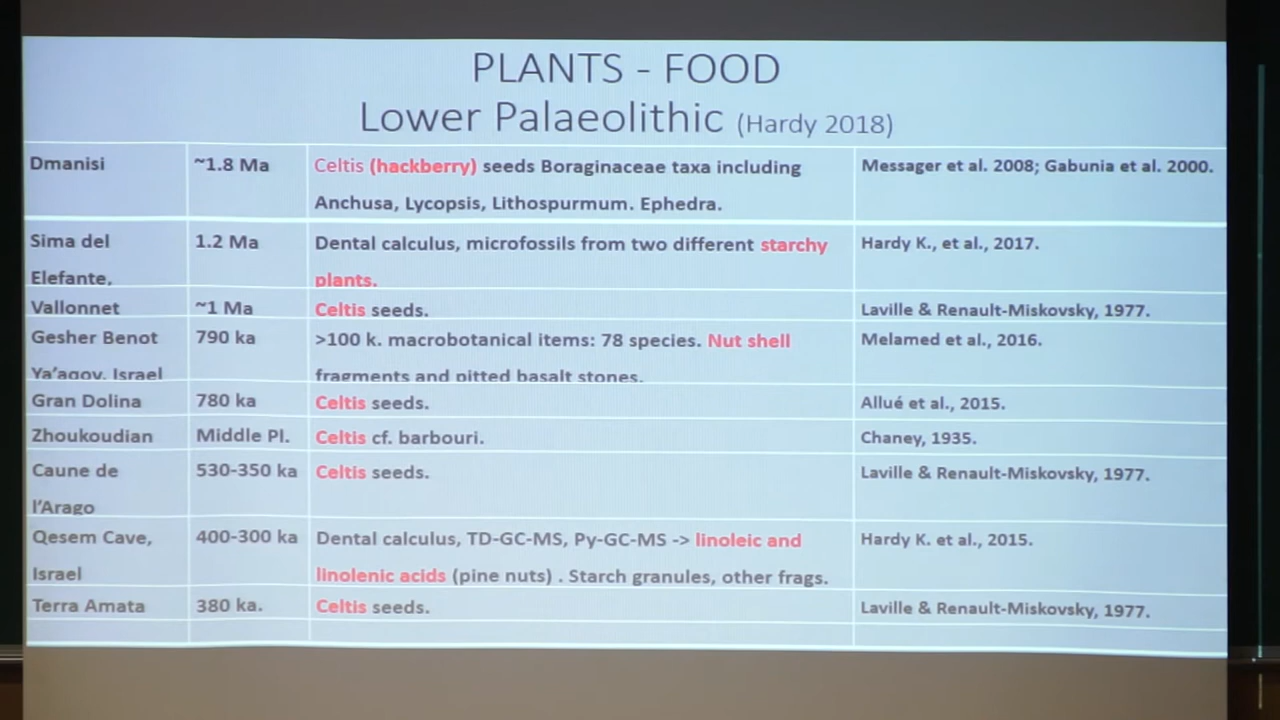 PLANTS - FOOD
Lower Palaeolithic (Hardy 2018)
Dmanisi ~1.8 Ma Celtis (hackberry) seeds Boraginaceae taxa including Messager et al. 2008; Gabunia et al. 2000.
Anchusa, Lycopsis, Lithospurmum. Ephedra.
Sima del 1.2 Ma Dental calculus, microfossils from two different starchy Hardy K., et al., 2017.
Elefante, plants.
Vallonnet ~1 Ma Celtis seeds. Laville & Renault-Miskovsky, 1977.
Gesher Benot 790 ka >100 k. macrobotanical items: 78 species. Nut shell Melamed et al., 2016.
Ya'aqov, Israel fragments and pitted basalt stones.
Gran Dolina 780 ka Celtis seeds. Allué et al., 2015.
Zhoukoudian Middle Pl. Celtis cf. barbouri. Chaney, 1935.
Caune de 530-350 ka Celtis seeds. Laville & Renault-Miskovsky, 1977.
l'Arago
Qesem Cave, 400-300 ka Dental calculus, TD-GC-MS, Py-GC-MS -> linoleic and Hardy K. et al., 2015.
Israel linolenic acids (pine nuts) . Starch granules, other frags.
Terra Amata 380 ka. Celtis seeds. Laville & Renault-Miskovsky, 1977.